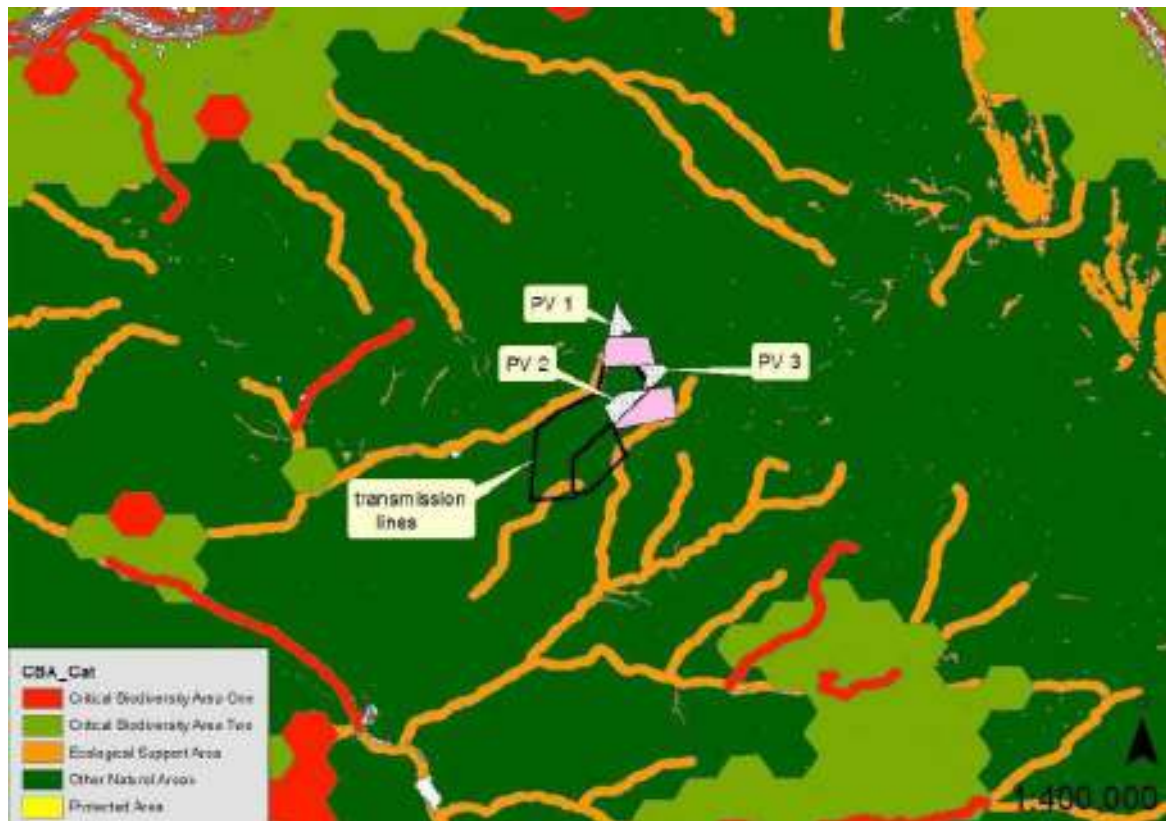 PV 1
PV 2
PV 3
transmission
lines
CBA_Cat
Critical Biodiversity Area One
Critical Biodiversity Area Two
Ecological Support Area
Other Natural Areas
Protected Area
1:400,000